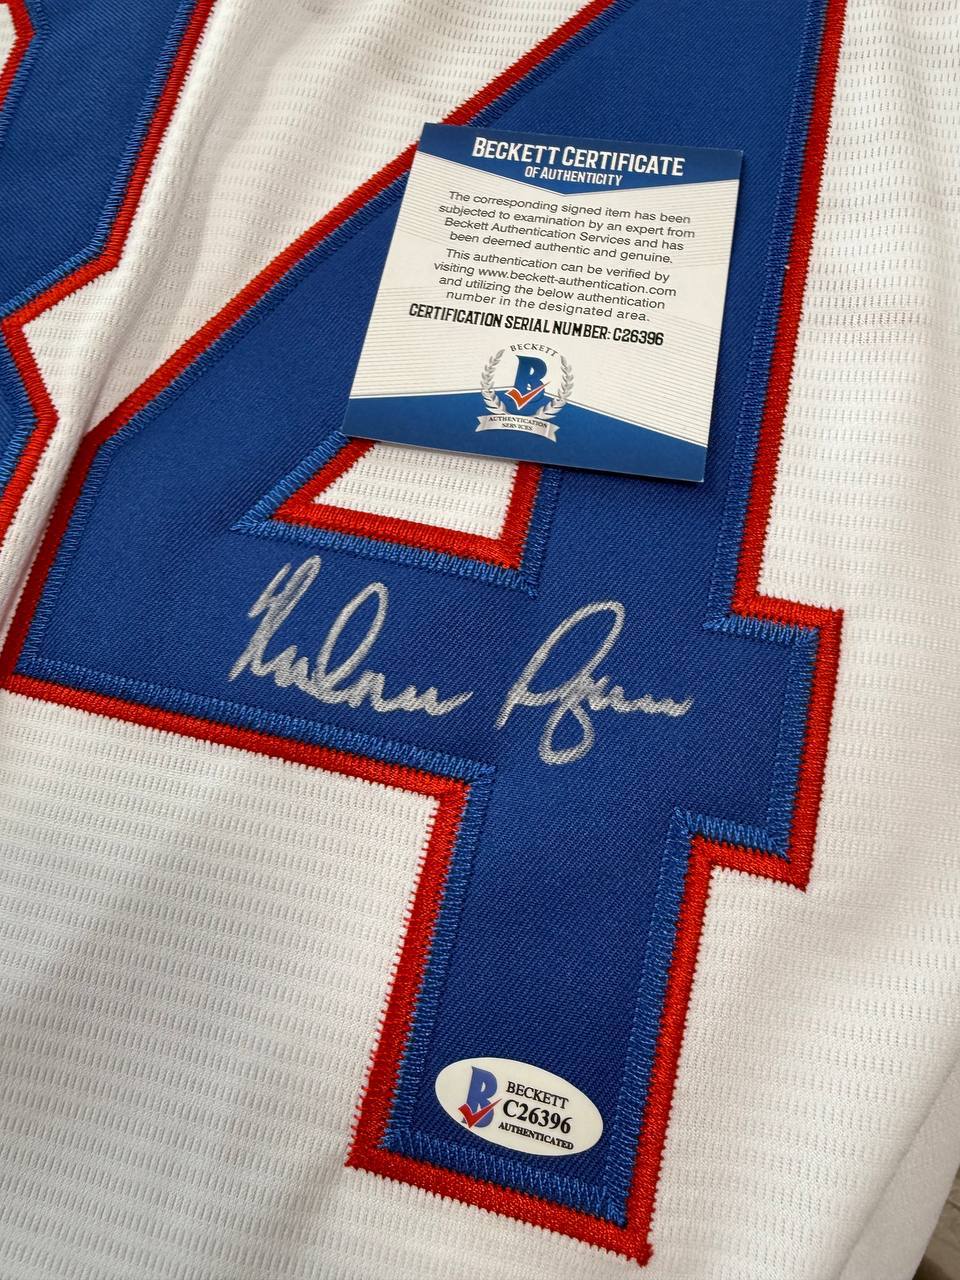 BECKETT CERTIFICATE
OF AUTHENTICITY
The corresponding signed item has been
subjected to examination by an expert from
Beckett Authentication Services and has
been deemed authentic and genuine.
This authentication can be verified by
visiting www.beckett-authentication.com
and utilizing the below authentication
number in the designated area.
CERTIFICATION SERIAL NUMBER: C26396
BECKETT
B
AUTHENTICATION
SERVICES
4
Nolan Ryan
B
BECKETT
C26396
AUTHENTICATED